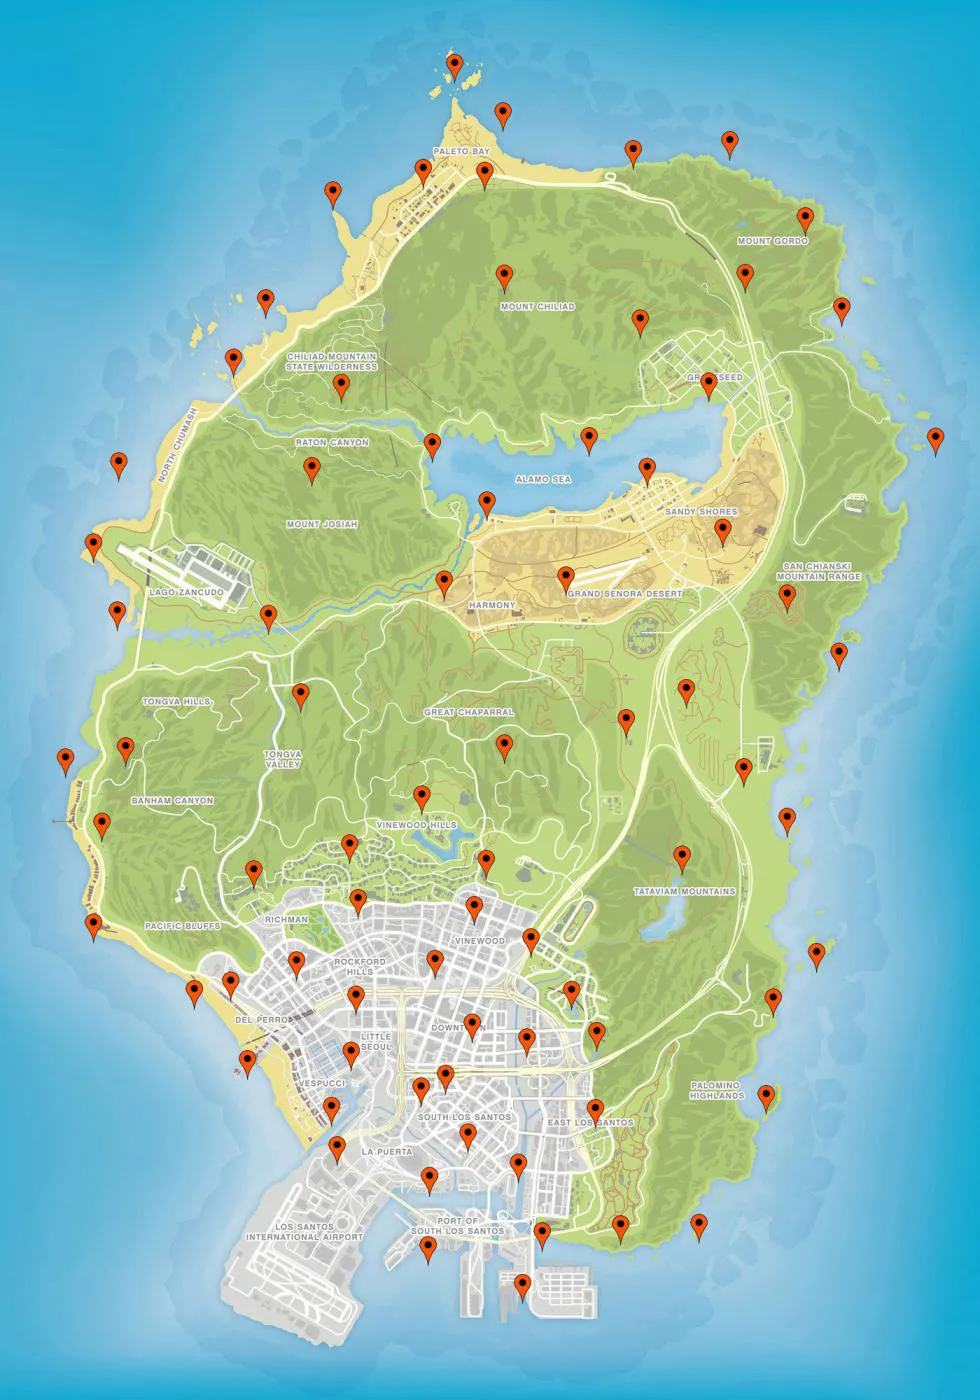 PALETO BAY
MOUNT GORDO
MOUNT CHILIAD
CHILIAD MOUNTAIN
STATE WILDERNESS
NORTH CHUMASH
RATON CANYON
ALAMO SEA
SANDY SHORES
MOUNT JOSIAH
SAN CHIANSKI
MOUNTAIN RANGE
LAGO ZANCUDO
GRAND SENORA DESERT
HARMONY
TONGVA HILLS
GREAT CHAPARRAL
TONGVA
VALLEY
BANHAM CANYON
VINEWOOD HILLS
TATAVIAM MOUNTAINS
RICHMAN
PACIFIC BLUFFS
VINEWOOD
ROCKFORD
HILLS
DEL PERRO
LITTLE
SEOUL
VESPUCCI
PALOMINO
HIGHLANDS
SOUTH LOS SANTOS
EAST LOS SANTOS
LA PUERTA
PORT OF
SOUTH LOS SANTOS
LOS SANTOS
INTERNATIONAL AIRPORT